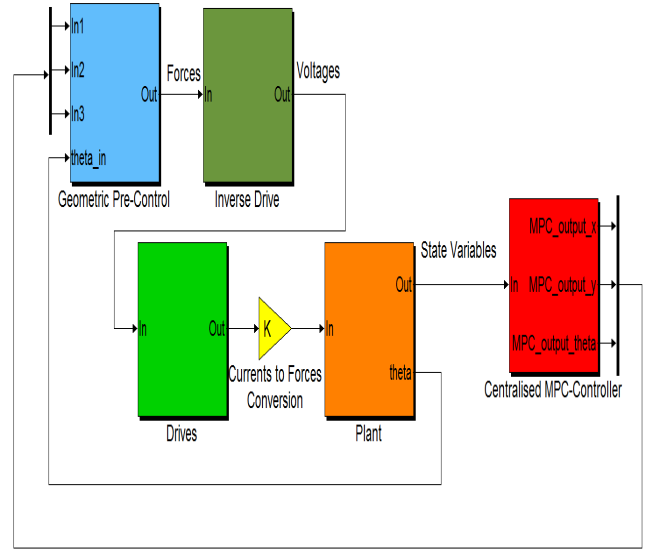 In1
In2
In3
theta_in
Out
Geometric Pre-Control
Forces
In
Out
Inverse Drive
Voltages
In
Out
Drives
K
Currents to Forces
Conversion
In
Out
theta
Plant
State Variables
In
MPC_output_x
MPC_output_y
MPC_output_theta
Centralised MPC-Controller